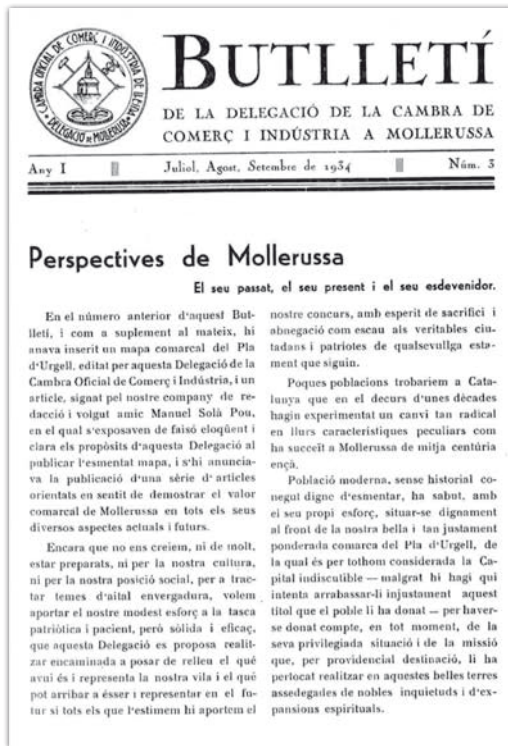 CAMBRA OFICIAL DE COMERÇ I INDÚSTRIA DE LLEIDA
DELEGACIÓ DE MOLLERUSSA
BUTLLETÍ
DE LA DELEGACIÓ DE LA CAMBRA DE
COMERÇ I INDÚSTRIA A MOLLERUSSA
Any I Juliol, Agost, Setembre de 1934 Núm. 3
Perspectives de Mollerussa
El seu passat, el seu present i el seu esdevenidor.
En el número anterior d'aquest But-
lletí, i com a suplement al mateix, hi
anava inserit un mapa comarcal del Pla
d'Urgell, editat per aquesta Delegació de la
Cambra Oficial de Comerç i Indústria, i un
article, signat pel nostre company de re-
dacció i volgut amic Manuel Solà Pou,
en el qual s'exposaven de faisó eloqüent i
clara els propòsits d'aquesta Delegació al
publicar l'esmentat mapa, i s'hi anuncia-
va la publicació d'una sèrie d'articles
orientats en sentit de demostrar el valor
comarcal de Mollerussa en tots els seus
diversos aspectes actuals i futurs.
Encara que no ens creiem, ni de molt,
estar preparats, ni per la nostra cultura,
ni per la nostra posició social, per a trac-
tar temes d'aital envergadura, volem
aportar el nostre modest esforç a la tasca
patriòtica i pacient, però sòlida i eficaç,
que aquesta Delegació es proposa realit-
zar encaminada a posar de relleu el què
avui és i representa la nostra vila i el què
pot arribar a ésser i representar en el fu-
tur si tots els que l'estimem hi aportem el
nostre concurs, amb esperit de sacrifici i
abnegació com escau als veritables ciu-
tadans i patriotes de qualsevullga esta-
ment que siguin.
Poques poblacions trobariem a Cata-
lunya que en el decurs d'unes dècades
hagin experimentat un canvi tan radical
en llurs característiques peculiars com
ha succeït a Mollerussa de mitja centúria
ençà.
Població moderna, sense historial co-
negut digne d'esmentar, ha sabut, amb
el seu propi esforç, situar-se dignament
al front de la nostra bella i tan justament
ponderada comarca del Pla d'Urgell, de
la qual és per tothom considerada la Ca-
pital indiscutible — malgrat hi hagi qui
intenta arrabassar-li injustament aquest
títol que el poble li ha donat — per haver-
se donat compte, en tot moment, de la
seva privilegiada situació i de la missió
que, per providencial destinació, li ha
pertocat realitzar en aquestes belles terres
assedegades de nobles inquietuds i d'ex-
pansions espirituals.